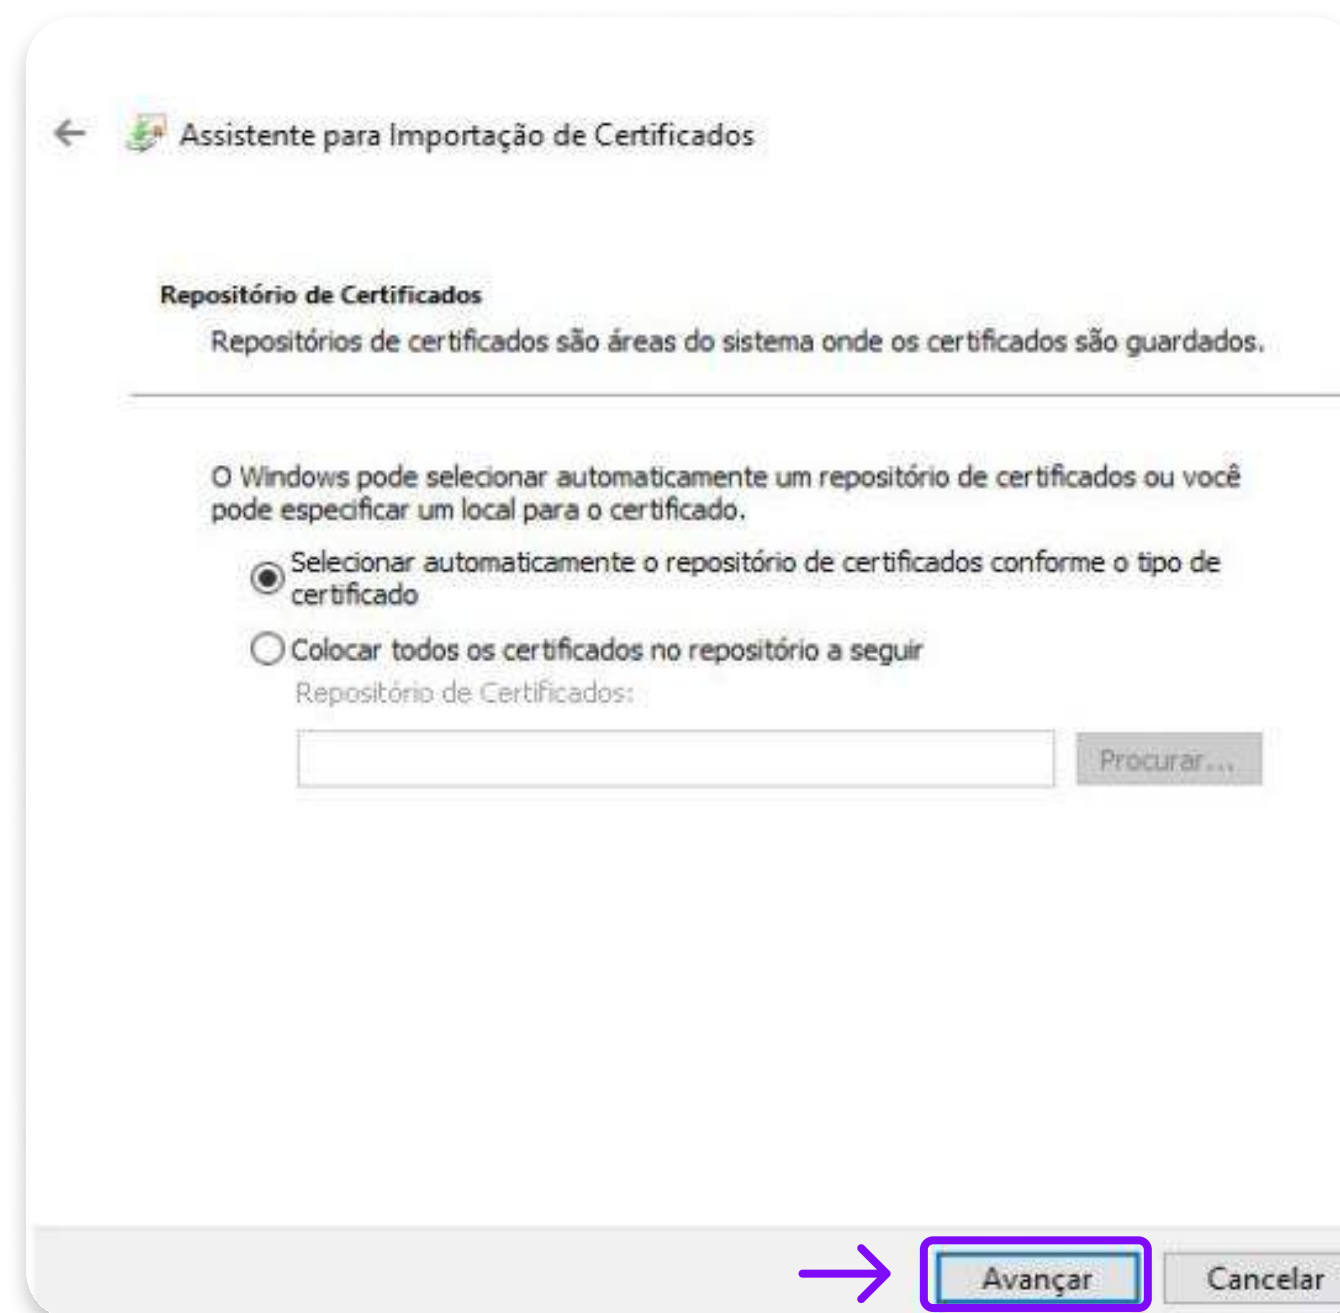 Assistente para Importação de Certificados
Repositório de Certificados
Repositórios de certificados são áreas do sistema onde os certificados são guardados.
O Windows pode selecionar automaticamente um repositório de certificados ou você
pode especificar um local para o certificado.
Selecionar automaticamente o repositório de certificados conforme o tipo de
certificado
Colocar todos os certificados no repositório a seguir
Repositório de Certificados:
Procurar...
Avançar
Cancelar